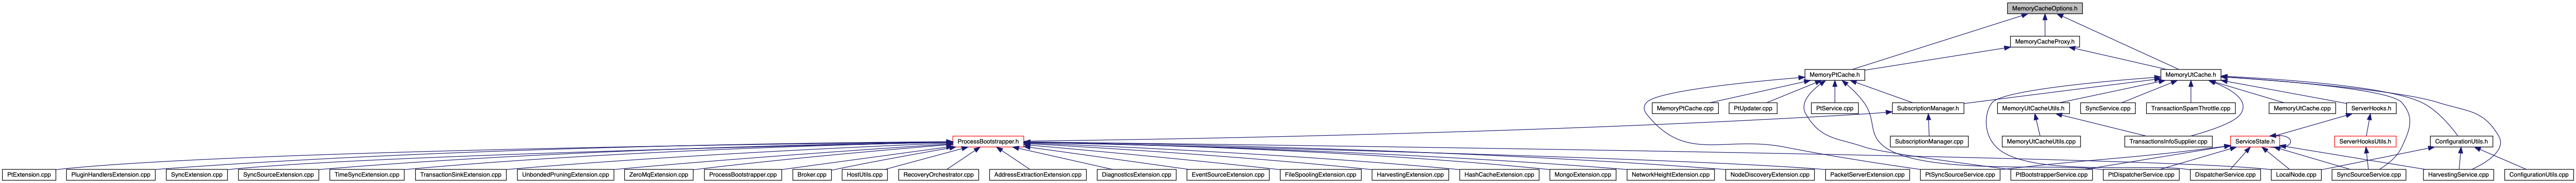 MemoryCacheOptions.h
MemoryCacheProxy.h
MemoryPtCache.h
MemoryUtCache.h
MemoryPtCache.cpp
PtUpdater.cpp
PtService.cpp
SubscriptionManager.h
MemoryUtCacheUtils.h
SyncService.cpp
TransactionSpamThrottle.cpp
MemoryUtCache.cpp
ServerHooks.h
ProcessBootstrapper.h
SubscriptionManager.cpp
MemoryUtCacheUtils.cpp
TransactionsInfoSupplier.cpp
ServiceState.h
ServerHooksUtils.h
ConfigurationUtils.h
PtExtension.cpp
PluginHandlersExtension.cpp
SyncExtension.cpp
SyncSourceExtension.cpp
TimeSyncExtension.cpp
TransactionSinkExtension.cpp
UnbondedPruningExtension.cpp
ZeroMqExtension.cpp
ProcessBootstrapper.cpp
Broker.cpp
HostUtils.cpp
RecoveryOrchestrator.cpp
AddressExtractionExtension.cpp
DiagnosticsExtension.cpp
EventSourceExtension.cpp
FileSpoolingExtension.cpp
HarvestingExtension.cpp
HashCacheExtension.cpp
MongoExtension.cpp
NetworkHeightExtension.cpp
NodeDiscoveryExtension.cpp
PacketServerExtension.cpp
PtSyncSourceService.cpp
PtBootstrapperService.cpp
PtDispatcherService.cpp
DispatcherService.cpp
LocalNode.cpp
SyncSourceService.cpp
HarvestingService.cpp
ConfigurationUtils.cpp